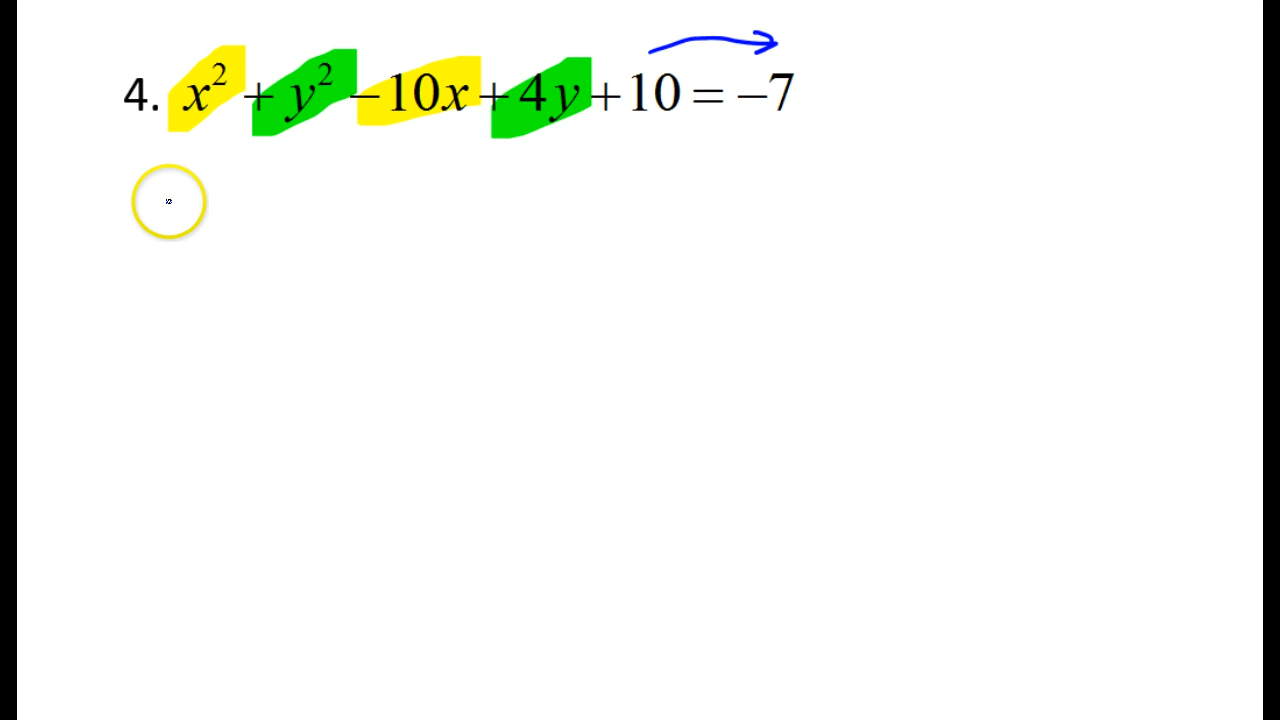 4. x² + y² − 10x + 4y + 10 = −7